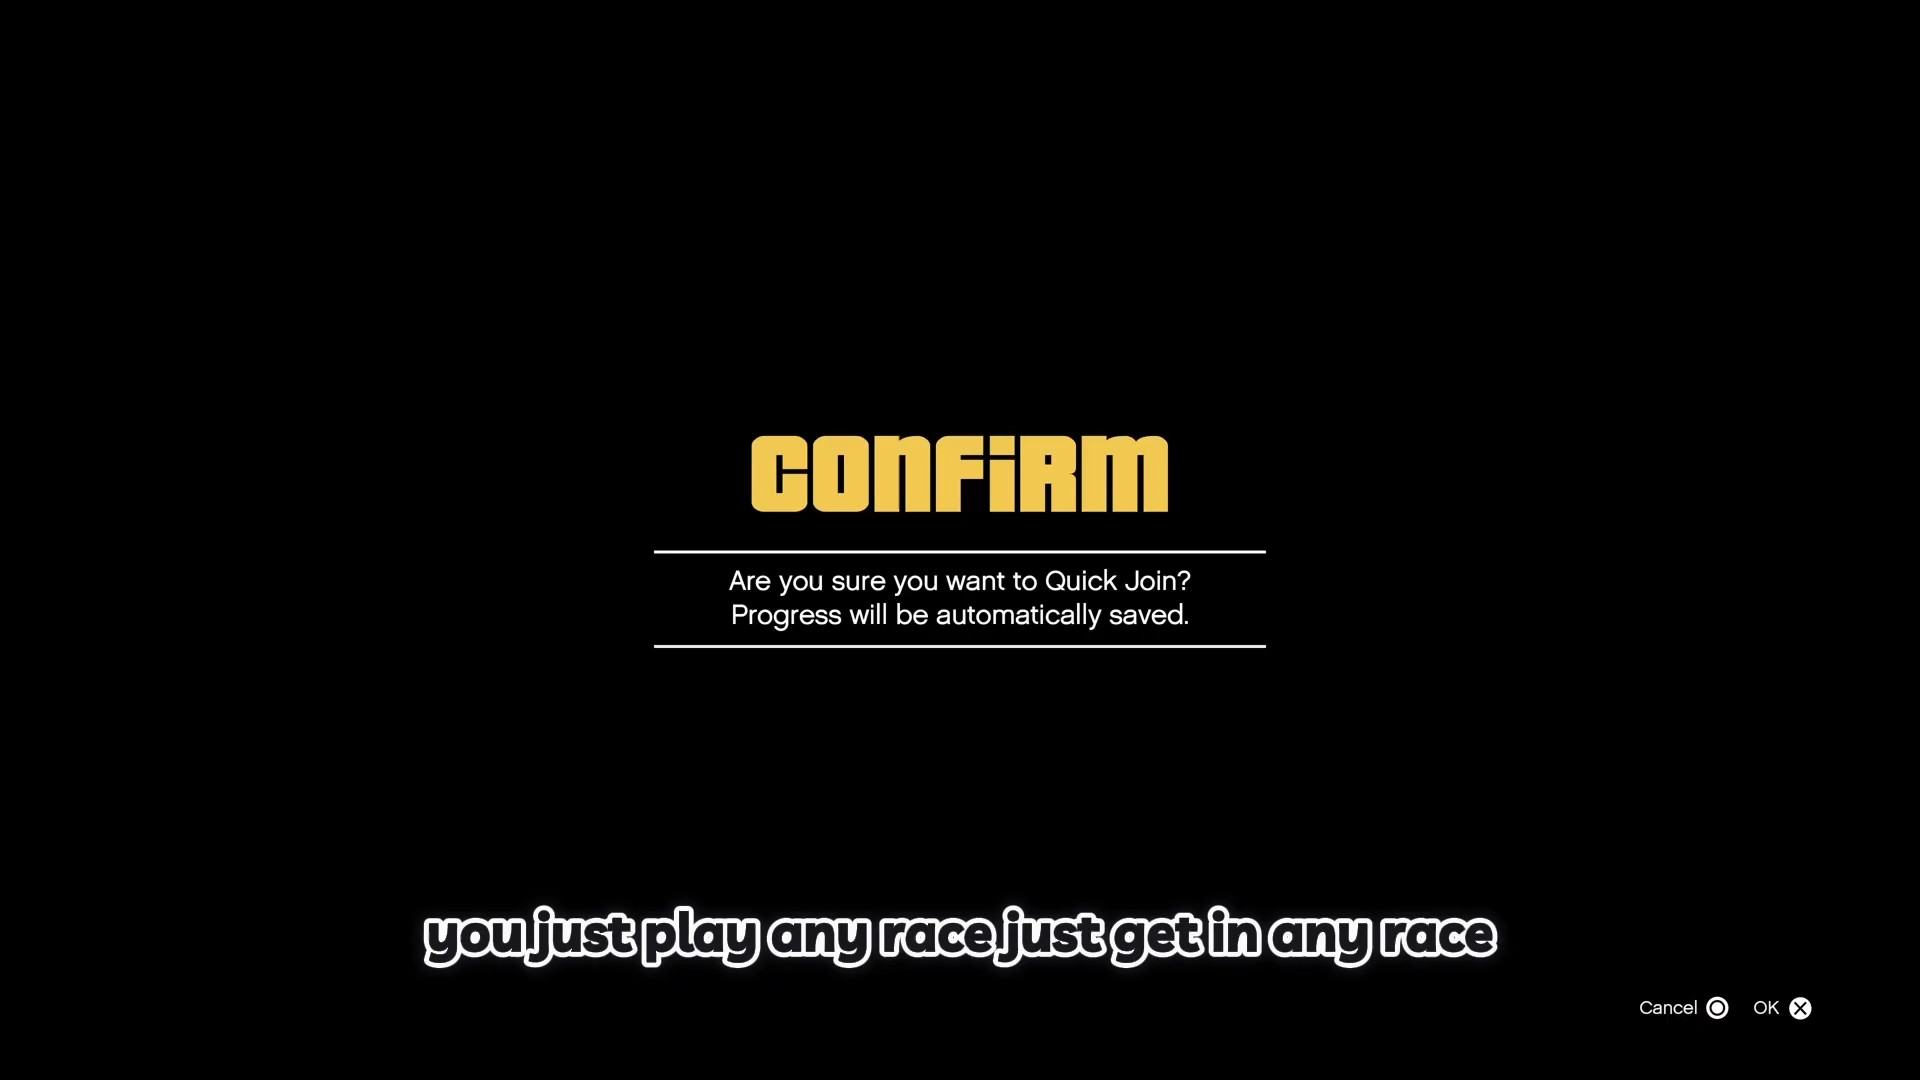 CONFIRM
Are you sure you want to Quick Join?
Progress will be automatically saved.
you just play any race just get in any race
Cancel OK